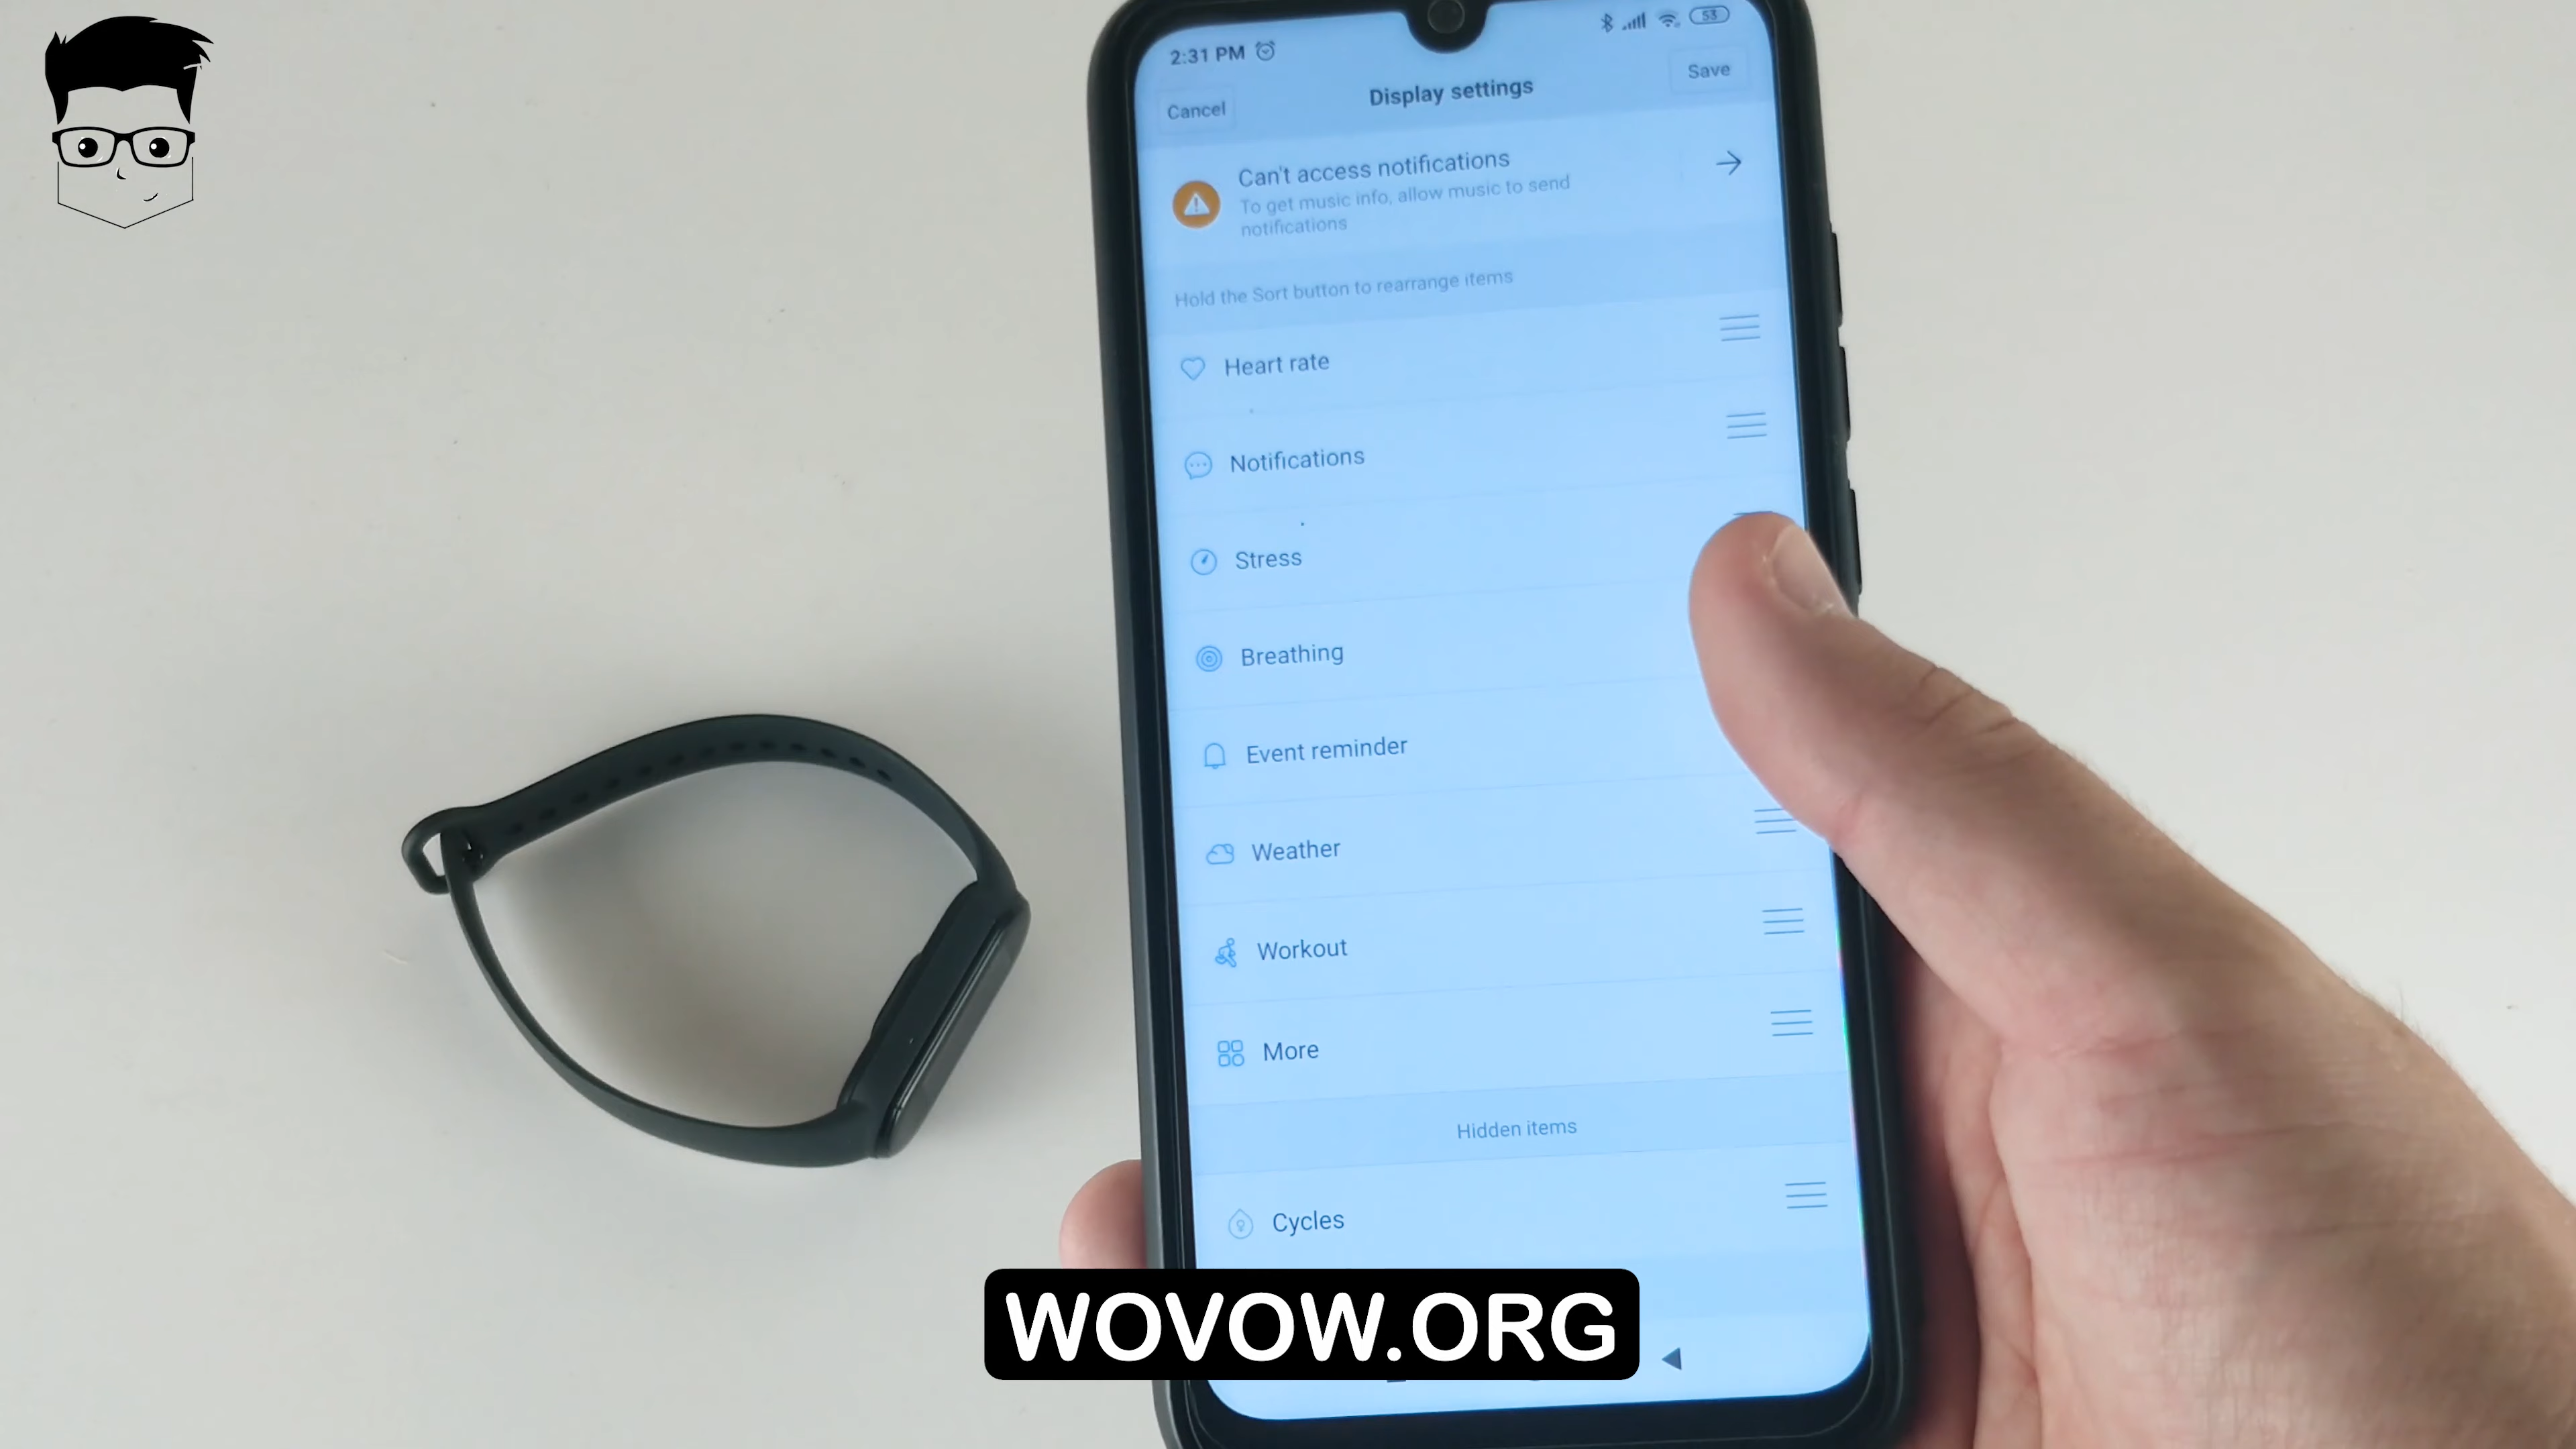 2:31 PM
53
Cancel
Display settings
Save
Can't access notifications
To get music info, allow music to send
notifications
Hold the Sort button to rearrange items
Heart rate
Notifications
Stress
Breathing
Event reminder
Weather
Workout
More
Hidden items
Cycles
WOVOW.ORG